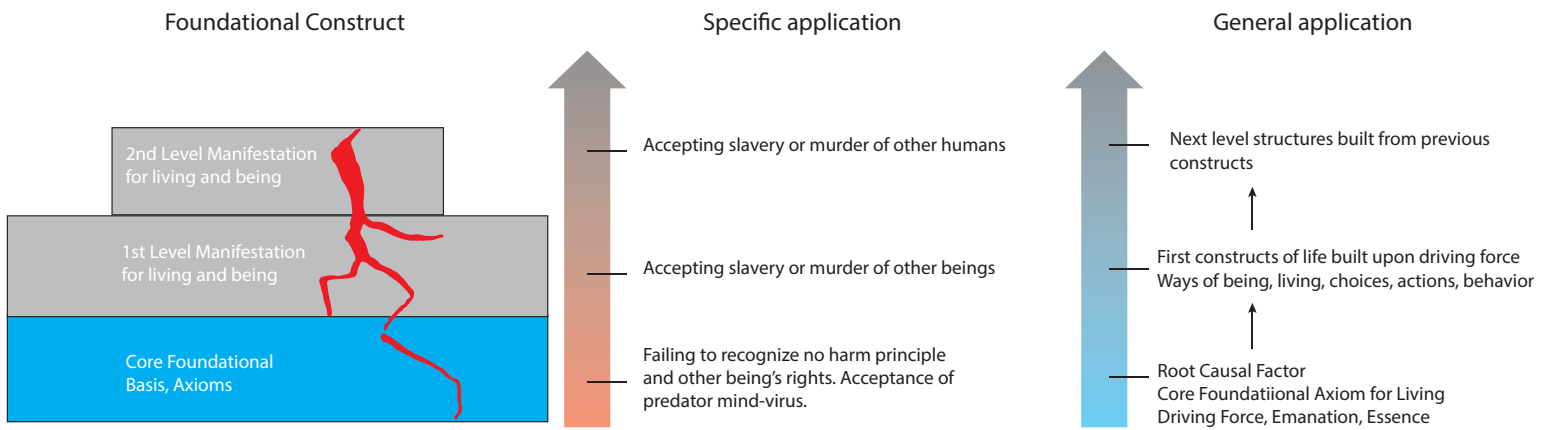 Foundational Construct
2nd Level Manifestation
for living and being
1st Level Manifestation
for living and being
Core Foundational
Basis, Axioms
Specific application
Accepting slavery or murder of other humans
Accepting slavery or murder of other beings
Failing to recognize no harm principle
and other being's rights. Acceptance of
predator mind-virus.
General application
Next level structures built from previous
constructs
First constructs of life built upon driving force
Ways of being, living, choices, actions, behavior
Root Causal Factor
Core Foundatiional Axiom for Living
Driving Force, Emanation, Essence